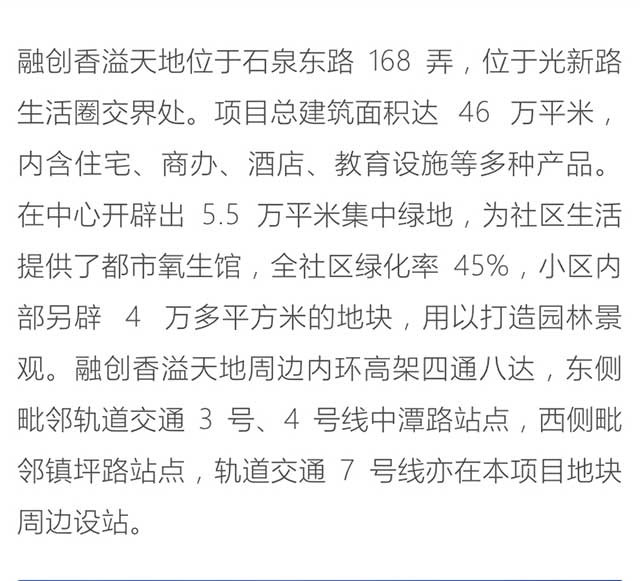 融创香溢天地位于石泉东路 168 弄，位于光新路
生活圈交界处。项目总建筑面积达 46 万平米，
内含住宅、商办、酒店、教育设施等多种产品。
在中心开辟出 5.5 万平米集中绿地，为社区生活
提供了都市氧生馆，全社区绿化率 45%，小区内
部另辟 4 万多平方米的地块，用以打造园林景
观。融创香溢天地周边内环高架四通八达，东侧
毗邻轨道交通 3 号、4 号线中潭路站点，西侧毗
邻镇坪路站点，轨道交通 7 号线亦在本项目地块
周边设站。